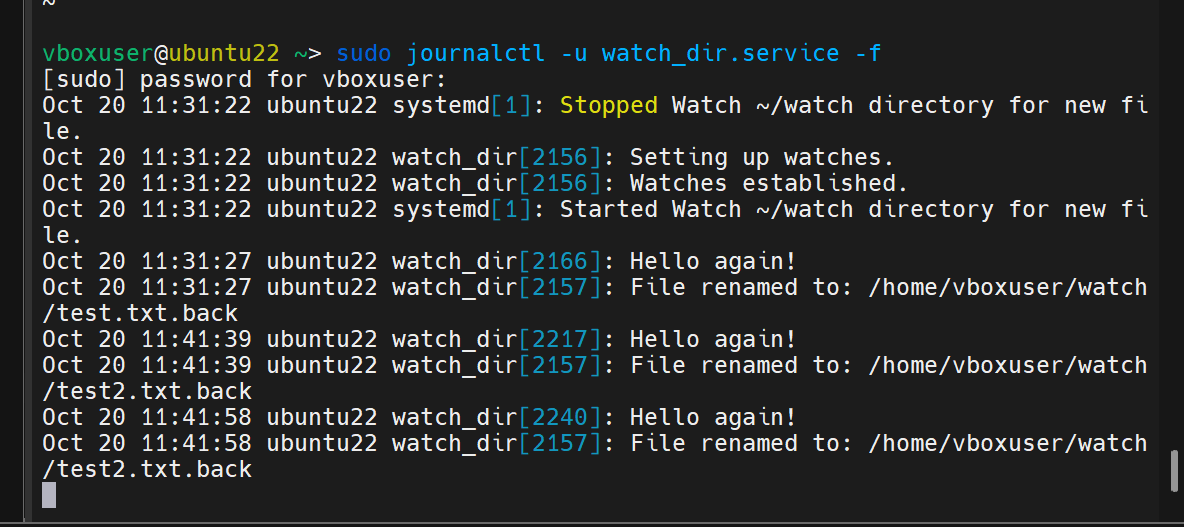 ~
vboxuser@ubuntu22 ~> sudo journalctl -u watch_dir.service -f
[sudo] password for vboxuser:
Oct 20 11:31:22 ubuntu22 systemd[1]: Stopped Watch ~/watch directory for new fi
le.
Oct 20 11:31:22 ubuntu22 watch_dir[2156]: Setting up watches.
Oct 20 11:31:22 ubuntu22 watch_dir[2156]: Watches established.
Oct 20 11:31:22 ubuntu22 systemd[1]: Started Watch ~/watch directory for new fi
le.
Oct 20 11:31:27 ubuntu22 watch_dir[2166]: Hello again!
Oct 20 11:31:27 ubuntu22 watch_dir[2157]: File renamed to: /home/vboxuser/watch
/test.txt.back
Oct 20 11:41:39 ubuntu22 watch_dir[2217]: Hello again!
Oct 20 11:41:39 ubuntu22 watch_dir[2157]: File renamed to: /home/vboxuser/watch
/test2.txt.back
Oct 20 11:41:58 ubuntu22 watch_dir[2240]: Hello again!
Oct 20 11:41:58 ubuntu22 watch_dir[2157]: File renamed to: /home/vboxuser/watch
/test2.txt.back